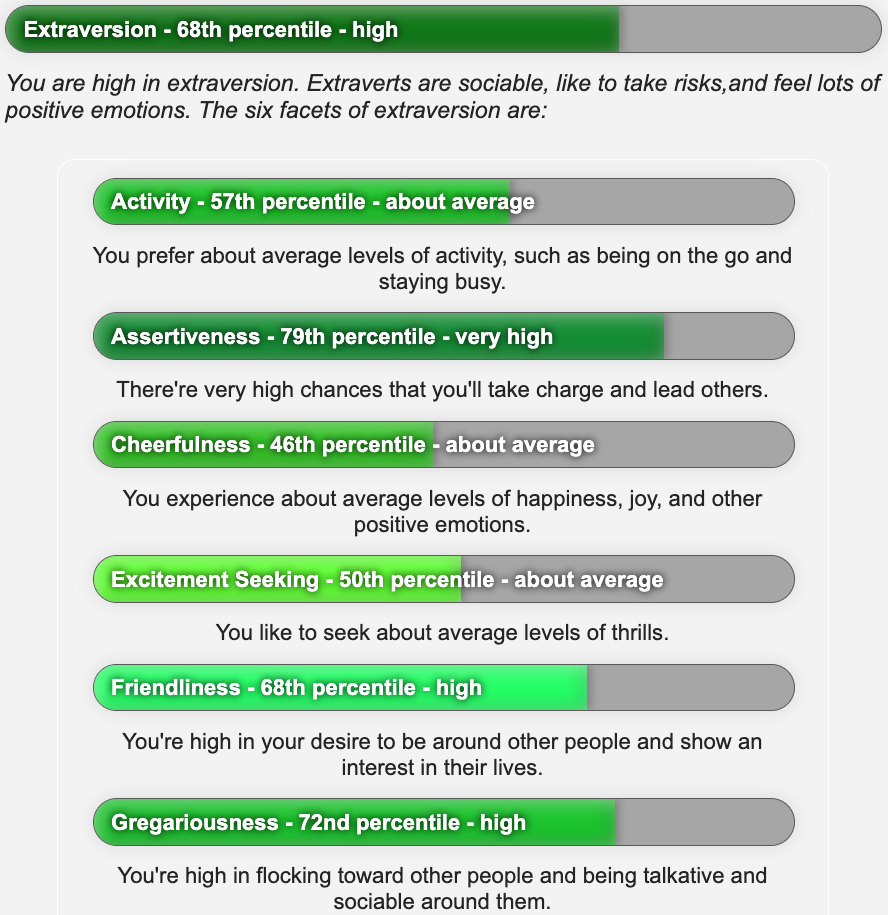 Extraversion - 68th percentile - high
You are high in extraversion. Extraverts are sociable, like to take risks,and feel lots of
positive emotions. The six facets of extraversion are:
Activity - 57th percentile - about average
You prefer about average levels of activity, such as being on the go and
staying busy.
Assertiveness - 79th percentile - very high
There're very high chances that you'll take charge and lead others.
Cheerfulness - 46th percentile - about average
You experience about average levels of happiness, joy, and other
positive emotions.
Excitement Seeking - 50th percentile - about average
You like to seek about average levels of thrills.
Friendliness - 68th percentile - high
You're high in your desire to be around other people and show an
interest in their lives.
Gregariousness - 72nd percentile - high
You're high in flocking toward other people and being talkative and
sociable around them.